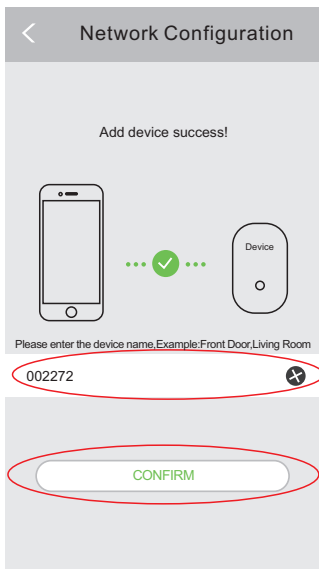 Network Configuration
Add device success!
Device
Please enter the device name,Example:Front Door,Living Room
002272
CONFIRM